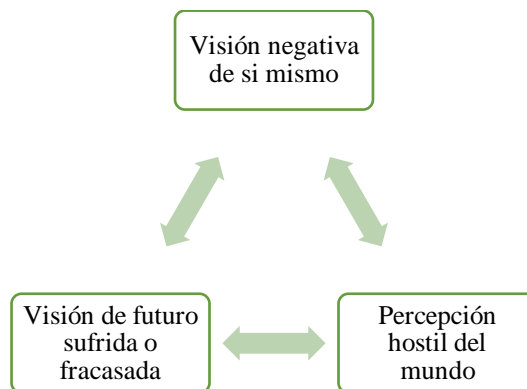 Visión negativa
de si mismo
Visión de futuro
sufrida o
fracasada
Percepción
hostil del
mundo